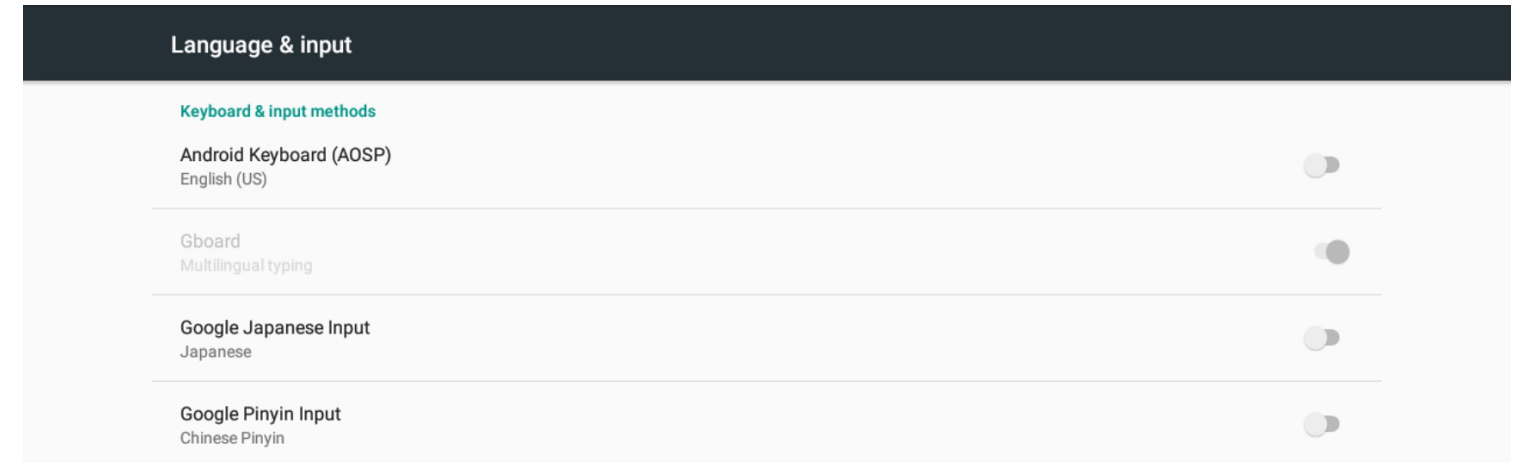 Language & input
Keyboard & input methods
Android Keyboard (AOSP)
English (US)
Gboard
Multilingual typing
Google Japanese Input
Japanese
Google Pinyin Input
Chinese Pinyin